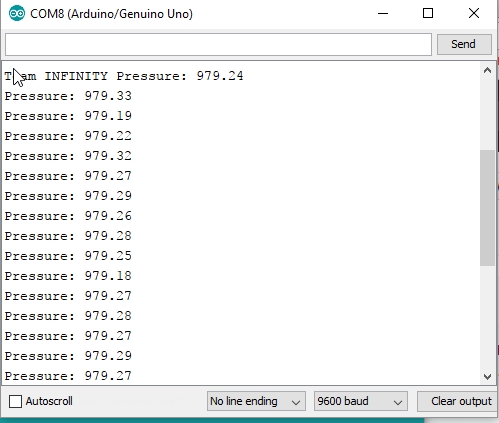 COM8 (Arduino/Genuino Uno)
Send
Team INFINITY Pressure: 979.24
Pressure: 979.33
Pressure: 979.19
Pressure: 979.22
Pressure: 979.32
Pressure: 979.27
Pressure: 979.29
Pressure: 979.26
Pressure: 979.28
Pressure: 979.25
Pressure: 979.18
Pressure: 979.27
Pressure: 979.28
Pressure: 979.27
Pressure: 979.29
Pressure: 979.27
Autoscroll No line ending 9600 baud Clear output